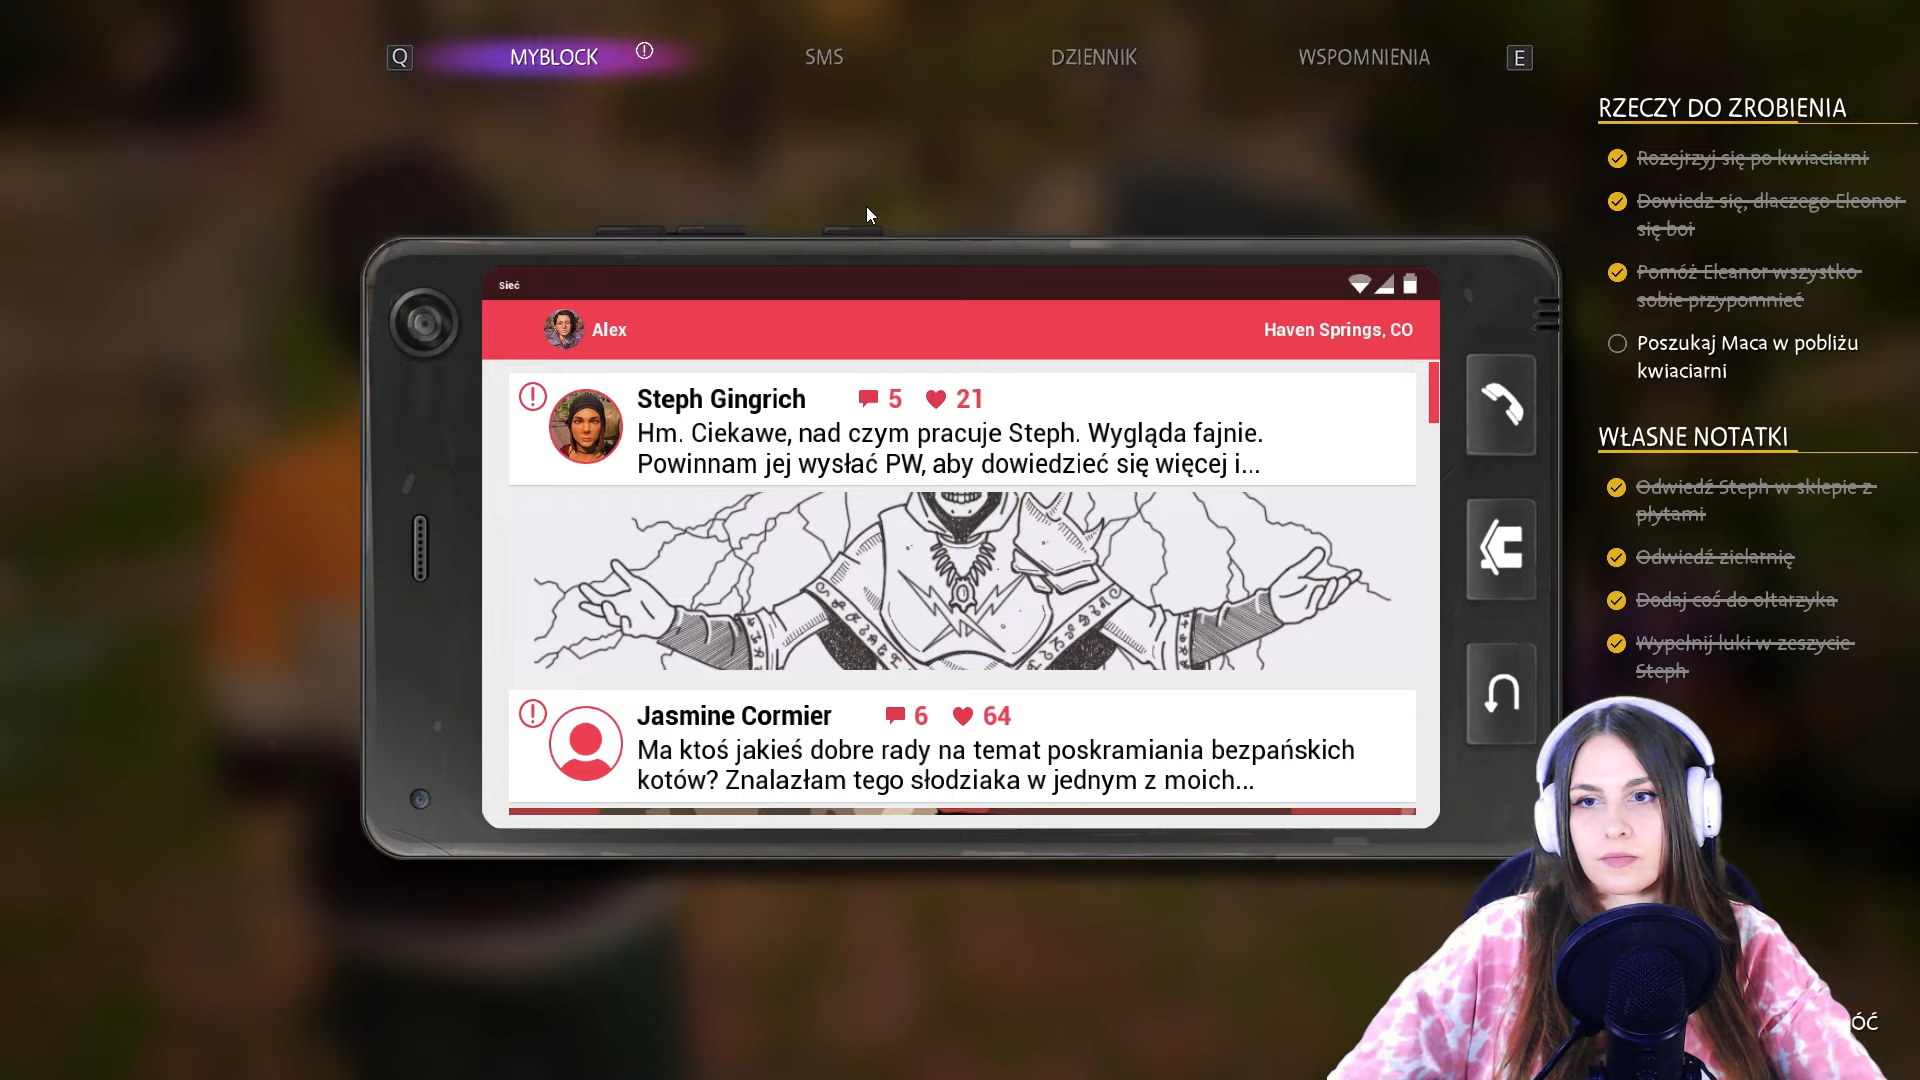 Q
MYBLOCK
SMS
DZIENNIK
WSPOMNIENIA
E
Sieć
Alex
Haven Springs, CO
Steph Gingrich 5 21
Hm. Ciekawe, nad czym pracuje Steph. Wygląda fajnie.
Powinnam jej wysłać PW, aby dowiedzieć się więcej i...
Jasmine Cormier 6 64
Ma ktoś jakieś dobre rady na temat poskramiania bezpańskich
kotów? Znalazłam tego słodziaka w jednym z moich...
RZECZY DO ZROBIENIA
Rozejrzyj się po kwiaciarni
Dowiedz się, dlaczego Eleonor
się boi
Pomóż Eleanor wszystko
sobie przypomnieć
Poszukaj Maca w pobliżu
kwiaciarni
WŁASNE NOTATKI
Odwiedź Steph w sklepie z
płytami
Odwiedź zielarnię
Dodaj coś do ołtarzyka
Wypełnij luki w zeszycie
Steph
ÓĆ